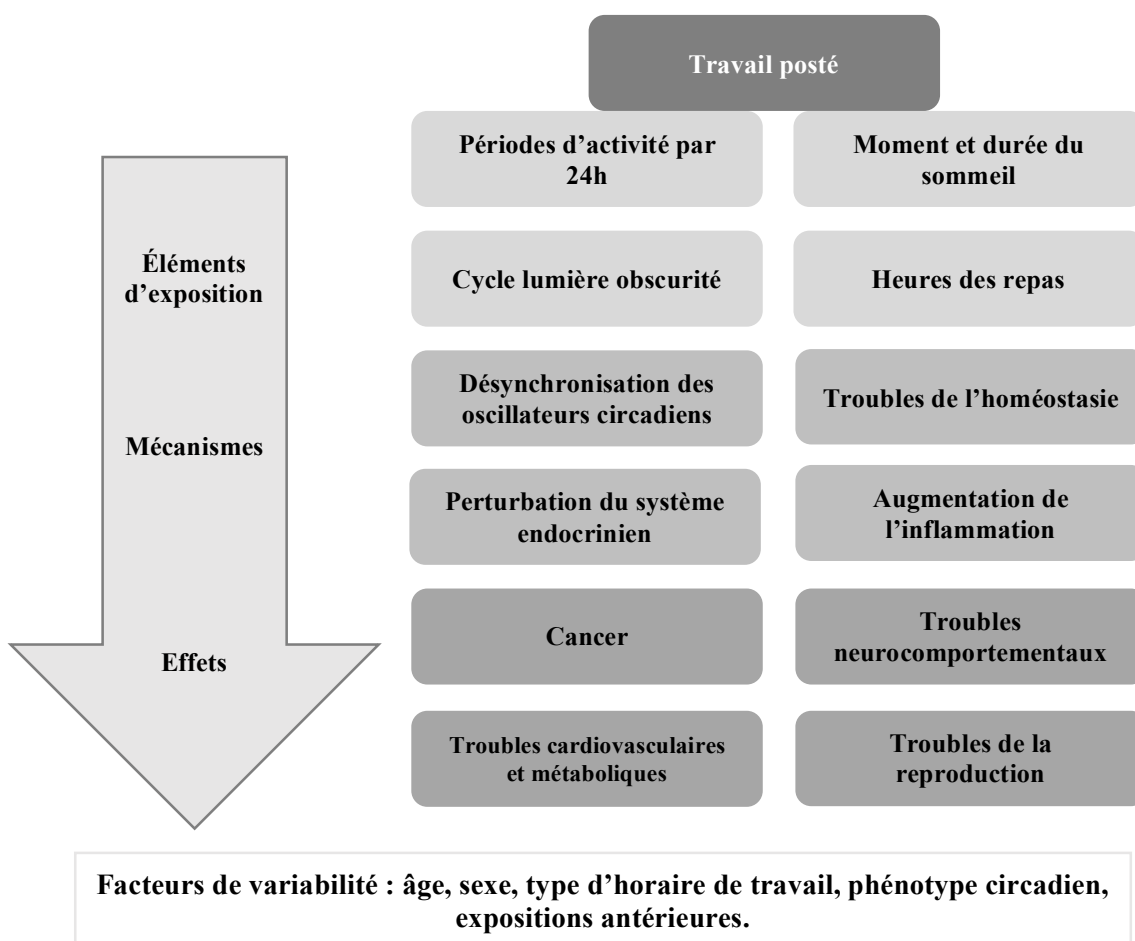 Travail posté
Périodes d’activité par
24h
Moment et durée du
sommeil
Éléments
d’exposition
Cycle lumière obscurité
Heures des repas
Désynchronisation des
oscillateurs circadiens
Troubles de l’homéostasie
Mécanismes
Perturbation du système
endocrinien
Augmentation de
l’inflammation
Effets
Cancer
Troubles
neurocomportementaux
Troubles cardiovasculaires
et métaboliques
Troubles de la
reproduction
Facteurs de variabilité : âge, sexe, type d’horaire de travail, phénotype circadien,
expositions antérieures.